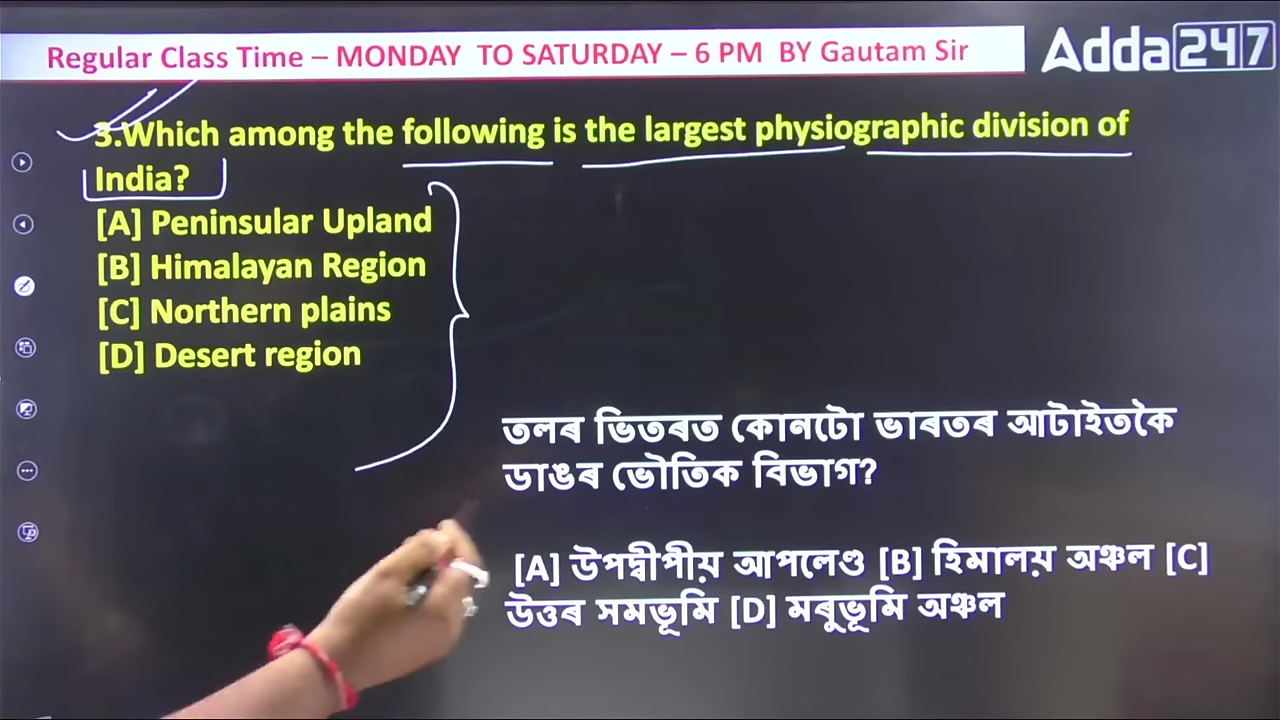 Regular Class Time – MONDAY TO SATURDAY – 6 PM BY Gautam Sir
Adda247
3.Which among the following is the largest physiographic division of
India?
[A] Peninsular Upland
[B] Himalayan Region
[C] Northern plains
[D] Desert region
তলৰ ভিতৰত কোনটো ভাৰতৰ আটাইতকৈ
ডাঙৰ ভৌতিক বিভাগ?
[A] উপদ্বীপীয় আপলেণ্ড [B] হিমালয় অঞ্চল [C]
উত্তৰ সমভূমি [D] মৰুভূমি অঞ্চল